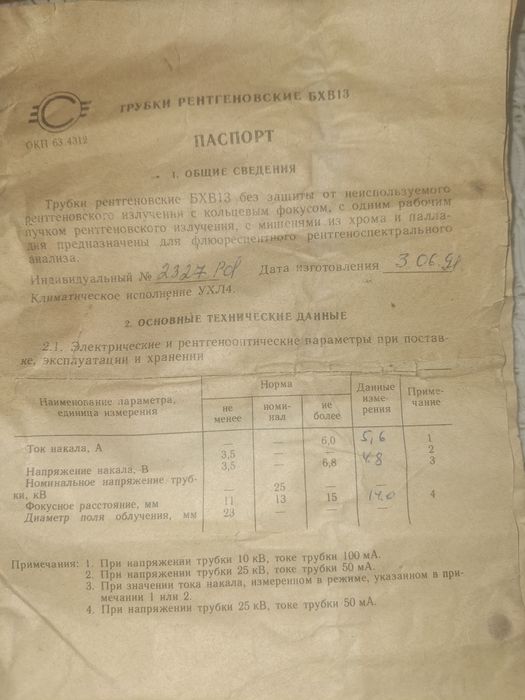 ТРУБКИ РЕНТГЕНОВСКИЕ БХВ13
ОКП 63 4312
ПАСПОРТ
1. ОБЩИЕ СВЕДЕНИЯ
Трубки рентгеновские БХВ13 без защиты от неиспользуемого
рентгеновского излучения с кольцевым фокусом, с одним рабочим
пучком рентгеновского излучения, с мишенями из хрома и палла-
дия предназначены для флюоресцентного рентгеноспектрального
анализа.
Индивидуальный № 2327 Pd Дата изготовления 3.06.91
Климатическое исполнение УХЛ4.
2. ОСНОВНЫЕ ТЕХНИЧЕСКИЕ ДАННЫЕ
2.1. Электрические и рентгенооптические параметры при постав-
ке, эксплуатации и хранении
Наименование параметра, единица измерения
Норма
не менее
номи-нал
не более
Данные изме-рения
Приме-чание
Ток накала, А — 6,0 5,6 1
3,5 — 2
Напряжение накала, В 3,5 — 6,8 4,8 3
Номинальное напряжение труб-
ки, кВ — 25 —
Фокусное расстояние, мм 11 13 15 14,0 4
Диаметр поля облучения, мм 23 — —
Примечания: 1. При напряжении трубки 10 кВ, токе трубки 100 мА.
2. При напряжении трубки 25 кВ, токе трубки 50 мА.
3. При значении тока накала, измеренном в режиме, указанном в при-
мечании 1 или 2.
4. При напряжении трубки 25 кВ, токе трубки 50 мА.